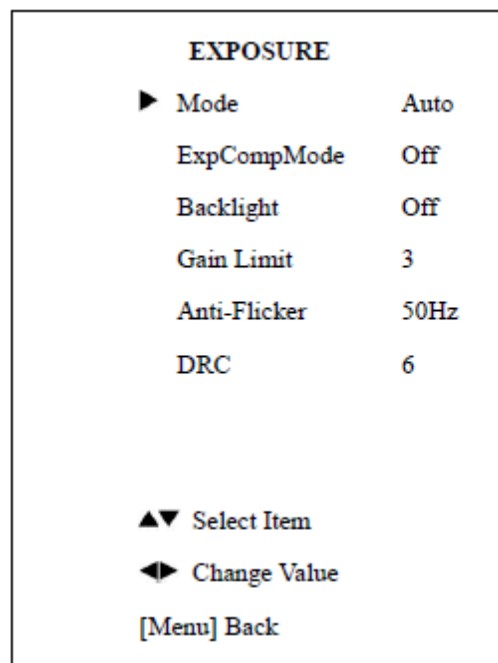 EXPOSURE
▶ Mode Auto
ExpCompMode Off
Backlight Off
Gain Limit 3
Anti-Flicker 50Hz
DRC 6
▲▼ Select Item
◀▶ Change Value
[Menu] Back